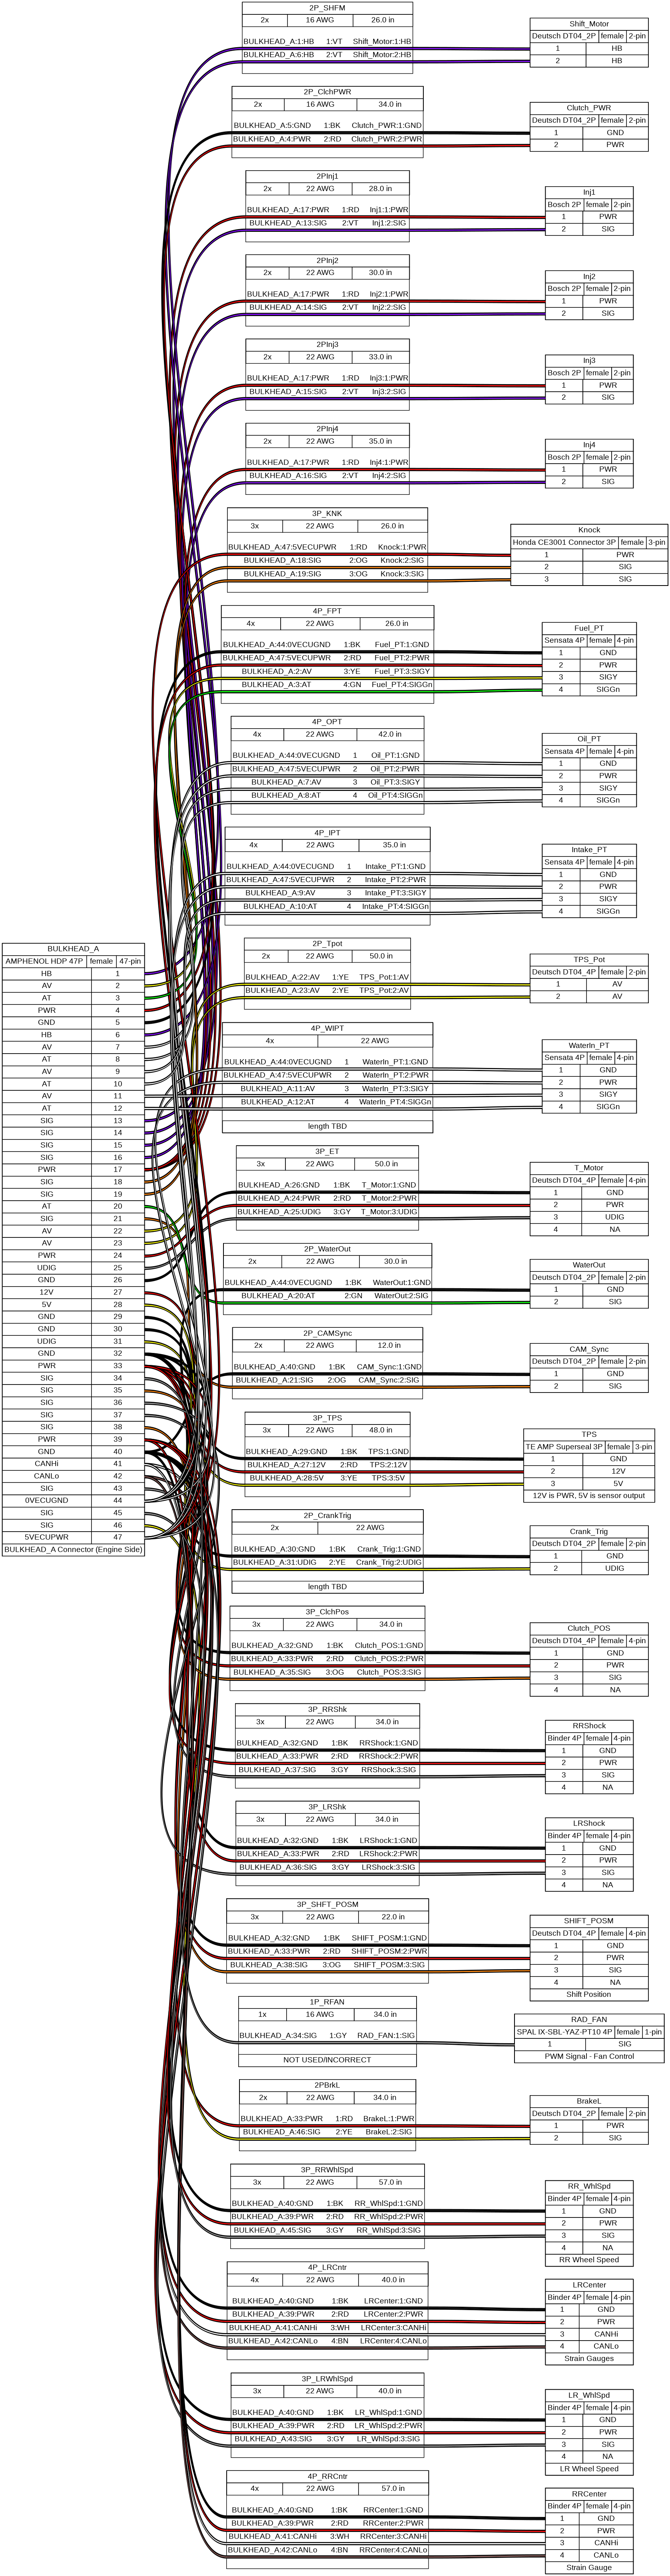 BULKHEAD_A
AMPHENOL HDP 47P female 47-pin
HB 1
AV 2
AT 3
PWR 4
GND 5
HB 6
AV 7
AT 8
AV 9
AT 10
AV 11
AT 12
SIG 13
SIG 14
SIG 15
SIG 16
PWR 17
SIG 18
SIG 19
AT 20
SIG 21
AV 22
AV 23
PWR 24
UDIG 25
GND 26
12V 27
5V 28
GND 29
GND 30
UDIG 31
GND 32
PWR 33
SIG 34
SIG 35
SIG 36
SIG 37
SIG 38
PWR 39
GND 40
CANHi 41
CANLo 42
SIG 43
0VECUGND 44
SIG 45
SIG 46
5VECUPWR 47
BULKHEAD_A Connector (Engine Side)
2P_SHFM
2x 16 AWG 26.0 in
BULKHEAD_A:1:HB 1:VT Shift_Motor:1:HB
BULKHEAD_A:6:HB 2:VT Shift_Motor:2:HB
2P_ClchPWR
2x 16 AWG 34.0 in
BULKHEAD_A:5:GND 1:BK Clutch_PWR:1:GND
BULKHEAD_A:4:PWR 2:RD Clutch_PWR:2:PWR
2PInj1
2x 22 AWG 28.0 in
BULKHEAD_A:17:PWR 1:RD Inj1:1:PWR
BULKHEAD_A:13:SIG 2:VT Inj1:2:SIG
2PInj2
2x 22 AWG 30.0 in
BULKHEAD_A:17:PWR 1:RD Inj2:1:PWR
BULKHEAD_A:14:SIG 2:VT Inj2:2:SIG
2PInj3
2x 22 AWG 33.0 in
BULKHEAD_A:17:PWR 1:RD Inj3:1:PWR
BULKHEAD_A:15:SIG 2:VT Inj3:2:SIG
2PInj4
2x 22 AWG 35.0 in
BULKHEAD_A:17:PWR 1:RD Inj4:1:PWR
BULKHEAD_A:16:SIG 2:VT Inj4:2:SIG
3P_KNK
3x 22 AWG 26.0 in
BULKHEAD_A:47:5VECUPWR 1:RD Knock:1:PWR
BULKHEAD_A:18:SIG 2:OG Knock:2:SIG
BULKHEAD_A:19:SIG 3:OG Knock:3:SIG
4P_FPT
4x 22 AWG 26.0 in
BULKHEAD_A:44:0VECUGND 1:BK Fuel_PT:1:GND
BULKHEAD_A:47:5VECUPWR 2:RD Fuel_PT:2:PWR
BULKHEAD_A:2:AV 3:YE Fuel_PT:3:SIGY
BULKHEAD_A:3:AT 4:GN Fuel_PT:4:SIGGn
4P_OPT
4x 22 AWG 42.0 in
BULKHEAD_A:44:0VECUGND 1 Oil_PT:1:GND
BULKHEAD_A:47:5VECUPWR 2 Oil_PT:2:PWR
BULKHEAD_A:7:AV 3 Oil_PT:3:SIGY
BULKHEAD_A:8:AT 4 Oil_PT:4:SIGGn
4P_IPT
4x 22 AWG 35.0 in
BULKHEAD_A:44:0VECUGND 1 Intake_PT:1:GND
BULKHEAD_A:47:5VECUPWR 2 Intake_PT:2:PWR
BULKHEAD_A:9:AV 3 Intake_PT:3:SIGY
BULKHEAD_A:10:AT 4 Intake_PT:4:SIGGn
2P_Tpot
2x 22 AWG 50.0 in
BULKHEAD_A:22:AV 1:YE TPS_Pot:1:AV
BULKHEAD_A:23:AV 2:YE TPS_Pot:2:AV
4P_WIPT
4x 22 AWG
BULKHEAD_A:44:0VECUGND 1 WaterIn_PT:1:GND
BULKHEAD_A:47:5VECUPWR 2 WaterIn_PT:2:PWR
BULKHEAD_A:11:AV 3 WaterIn_PT:3:SIGY
BULKHEAD_A:12:AT 4 WaterIn_PT:4:SIGGn
length TBD
3P_ET
3x 22 AWG 50.0 in
BULKHEAD_A:26:GND 1:BK T_Motor:1:GND
BULKHEAD_A:24:PWR 2:RD T_Motor:2:PWR
BULKHEAD_A:25:UDIG 3:GY T_Motor:3:UDIG
2P_WaterOut
2x 22 AWG 30.0 in
BULKHEAD_A:44:0VECUGND 1:BK WaterOut:1:GND
BULKHEAD_A:20:AT 2:GN WaterOut:2:SIG
2P_CAMSync
2x 22 AWG 12.0 in
BULKHEAD_A:40:GND 1:BK CAM_Sync:1:GND
BULKHEAD_A:21:SIG 2:OG CAM_Sync:2:SIG
3P_TPS
3x 22 AWG 48.0 in
BULKHEAD_A:29:GND 1:BK TPS:1:GND
BULKHEAD_A:27:12V 2:RD TPS:2:12V
BULKHEAD_A:28:5V 3:YE TPS:3:5V
2P_CrankTrig
2x 22 AWG
BULKHEAD_A:30:GND 1:BK Crank_Trig:1:GND
BULKHEAD_A:31:UDIG 2:YE Crank_Trig:2:UDIG
length TBD
3P_ClchPos
3x 22 AWG 34.0 in
BULKHEAD_A:32:GND 1:BK Clutch_POS:1:GND
BULKHEAD_A:33:PWR 2:RD Clutch_POS:2:PWR
BULKHEAD_A:35:SIG 3:OG Clutch_POS:3:SIG
3P_RRShk
3x 22 AWG 34.0 in
BULKHEAD_A:32:GND 1:BK RRShock:1:GND
BULKHEAD_A:33:PWR 2:RD RRShock:2:PWR
BULKHEAD_A:37:SIG 3:GY RRShock:3:SIG
3P_LRShk
3x 22 AWG 34.0 in
BULKHEAD_A:32:GND 1:BK LRShock:1:GND
BULKHEAD_A:33:PWR 2:RD LRShock:2:PWR
BULKHEAD_A:36:SIG 3:GY LRShock:3:SIG
3P_SHFT_POSM
3x 22 AWG 22.0 in
BULKHEAD_A:32:GND 1:BK SHIFT_POSM:1:GND
BULKHEAD_A:33:PWR 2:RD SHIFT_POSM:2:PWR
BULKHEAD_A:38:SIG 3:OG SHIFT_POSM:3:SIG
1P_RFAN
1x 16 AWG 34.0 in
BULKHEAD_A:34:SIG 1:GY RAD_FAN:1:SIG
NOT USED/INCORRECT
2PBrkL
2x 22 AWG 34.0 in
BULKHEAD_A:33:PWR 1:RD BrakeL:1:PWR
BULKHEAD_A:46:SIG 2:YE BrakeL:2:SIG
3P_RRWhlSpd
3x 22 AWG 57.0 in
BULKHEAD_A:40:GND 1:BK RR_WhlSpd:1:GND
BULKHEAD_A:39:PWR 2:RD RR_WhlSpd:2:PWR
BULKHEAD_A:45:SIG 3:GY RR_WhlSpd:3:SIG
4P_LRCntr
4x 22 AWG 40.0 in
BULKHEAD_A:40:GND 1:BK LRCenter:1:GND
BULKHEAD_A:39:PWR 2:RD LRCenter:2:PWR
BULKHEAD_A:41:CANHi 3:WH LRCenter:3:CANHi
BULKHEAD_A:42:CANLo 4:BN LRCenter:4:CANLo
3P_LRWhlSpd
3x 22 AWG 40.0 in
BULKHEAD_A:40:GND 1:BK LR_WhlSpd:1:GND
BULKHEAD_A:39:PWR 2:RD LR_WhlSpd:2:PWR
BULKHEAD_A:43:SIG 3:GY LR_WhlSpd:3:SIG
4P_RRCntr
4x 22 AWG 57.0 in
BULKHEAD_A:40:GND 1:BK RRCenter:1:GND
BULKHEAD_A:39:PWR 2:RD RRCenter:2:PWR
BULKHEAD_A:41:CANHi 3:WH RRCenter:3:CANHi
BULKHEAD_A:42:CANLo 4:BN RRCenter:4:CANLo
Shift_Motor
Deutsch DT04_2P female 2-pin
1 HB
2 HB
Clutch_PWR
Deutsch DT04_2P female 2-pin
1 GND
2 PWR
Inj1
Bosch 2P female 2-pin
1 PWR
2 SIG
Inj2
Bosch 2P female 2-pin
1 PWR
2 SIG
Inj3
Bosch 2P female 2-pin
1 PWR
2 SIG
Inj4
Bosch 2P female 2-pin
1 PWR
2 SIG
Knock
Honda CE3001 Connector 3P female 3-pin
1 PWR
2 SIG
3 SIG
Fuel_PT
Sensata 4P female 4-pin
1 GND
2 PWR
3 SIGY
4 SIGGn
Oil_PT
Sensata 4P female 4-pin
1 GND
2 PWR
3 SIGY
4 SIGGn
Intake_PT
Sensata 4P female 4-pin
1 GND
2 PWR
3 SIGY
4 SIGGn
TPS_Pot
Deutsch DT04_4P female 2-pin
1 AV
2 AV
WaterIn_PT
Sensata 4P female 4-pin
1 GND
2 PWR
3 SIGY
4 SIGGn
T_Motor
Deutsch DT04_4P female 4-pin
1 GND
2 PWR
3 UDIG
4 NA
WaterOut
Deutsch DT04_2P female 2-pin
1 GND
2 SIG
CAM_Sync
Deutsch DT04_2P female 2-pin
1 GND
2 SIG
TPS
TE AMP Superseal 3P female 3-pin
1 GND
2 12V
3 5V
12V is PWR, 5V is sensor output
Crank_Trig
Deutsch DT04_2P female 2-pin
1 GND
2 UDIG
Clutch_POS
Deutsch DT04_4P female 4-pin
1 GND
2 PWR
3 SIG
4 NA
RRShock
Binder 4P female 4-pin
1 GND
2 PWR
3 SIG
4 NA
LRShock
Binder 4P female 4-pin
1 GND
2 PWR
3 SIG
4 NA
SHIFT_POSM
Deutsch DT04_4P female 4-pin
1 GND
2 PWR
3 SIG
4 NA
Shift Position
RAD_FAN
SPAL IX-SBL-YAZ-PT10 4P female 1-pin
1 SIG
PWM Signal - Fan Control
BrakeL
Deutsch DT04_2P female 2-pin
1 PWR
2 SIG
RR_WhlSpd
Binder 4P female 4-pin
1 GND
2 PWR
3 SIG
4 NA
RR Wheel Speed
LRCenter
Binder 4P female 4-pin
1 GND
2 PWR
3 CANHi
4 CANLo
Strain Gauges
LR_WhlSpd
Binder 4P female 4-pin
1 GND
2 PWR
3 SIG
4 NA
LR Wheel Speed
RRCenter
Binder 4P female 4-pin
1 GND
2 PWR
3 CANHi
4 CANLo
Strain Gauge